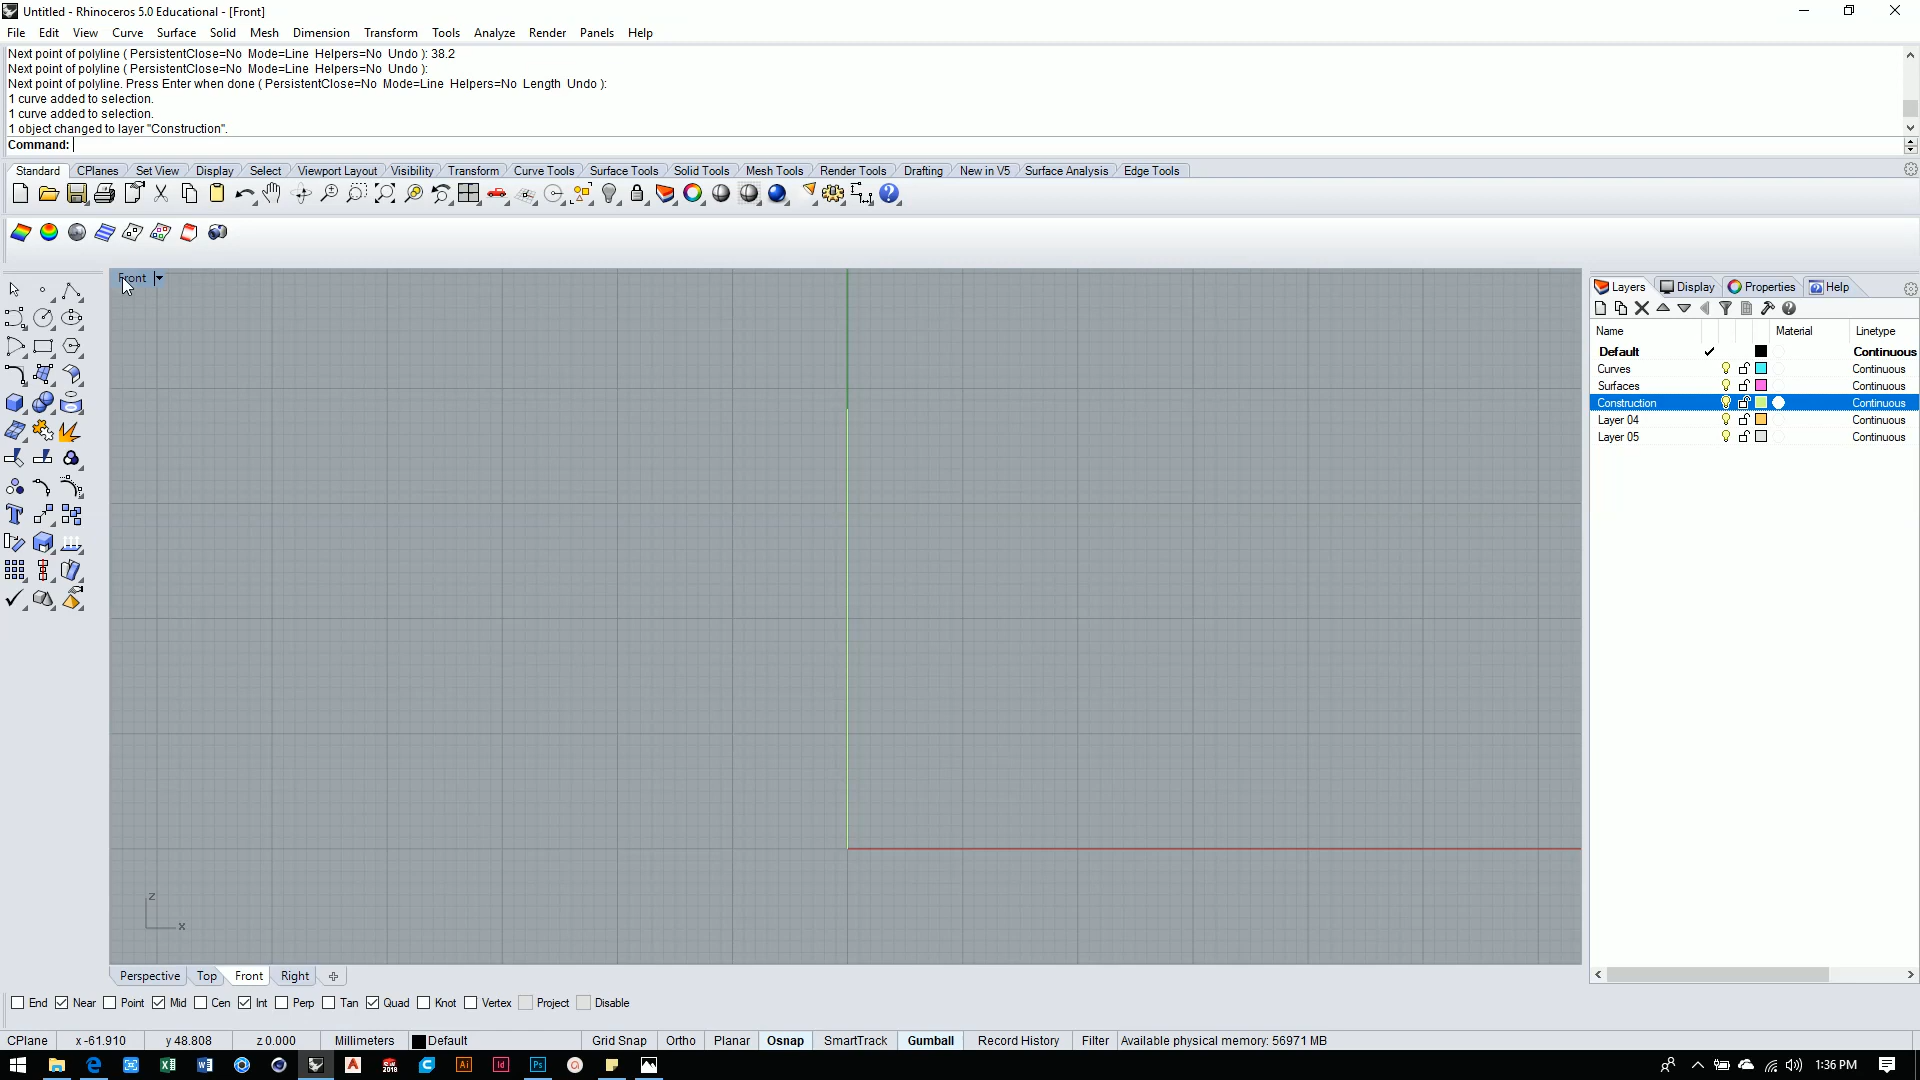 Untitled - Rhinoceros 5.0 Educational - [Front]
File Edit View Curve Surface Solid Mesh Dimension Transform Tools Analyze Render Panels Help
Next point of polyline ( PersistentClose=No Mode=Line Helpers=No Undo ): 38.2
Next point of polyline ( PersistentClose=No Mode=Line Helpers=No Undo ):
Next point of polyline. Press Enter when done ( PersistentClose=No Mode=Line Helpers=No Length Undo ):
1 curve added to selection.
1 curve added to selection.
1 object changed to layer "Construction".
Command:
Standard CPlanes Set View Display Select Viewport Layout Visibility Transform Curve Tools Surface Tools Solid Tools Mesh Tools Render Tools Drafting New in V5 Surface Analysis Edge Tools
Front
Layers Display Properties Help
Name Material Linetype
Default Continuous
Curves Continuous
Surfaces Continuous
Construction Continuous
Layer 04 Continuous
Layer 05 Continuous
z
x
Perspective Top Front Right
End Near Point Mid Cen Int Perp Tan Quad Knot Vertex Project Disable
CPlane x -61.910 y 48.808 z 0.000 Millimeters Default Grid Snap Ortho Planar Osnap SmartTrack Gumball Record History Filter Available physical memory: 56971 MB
2018 Ai Id Ps 1:36 PM